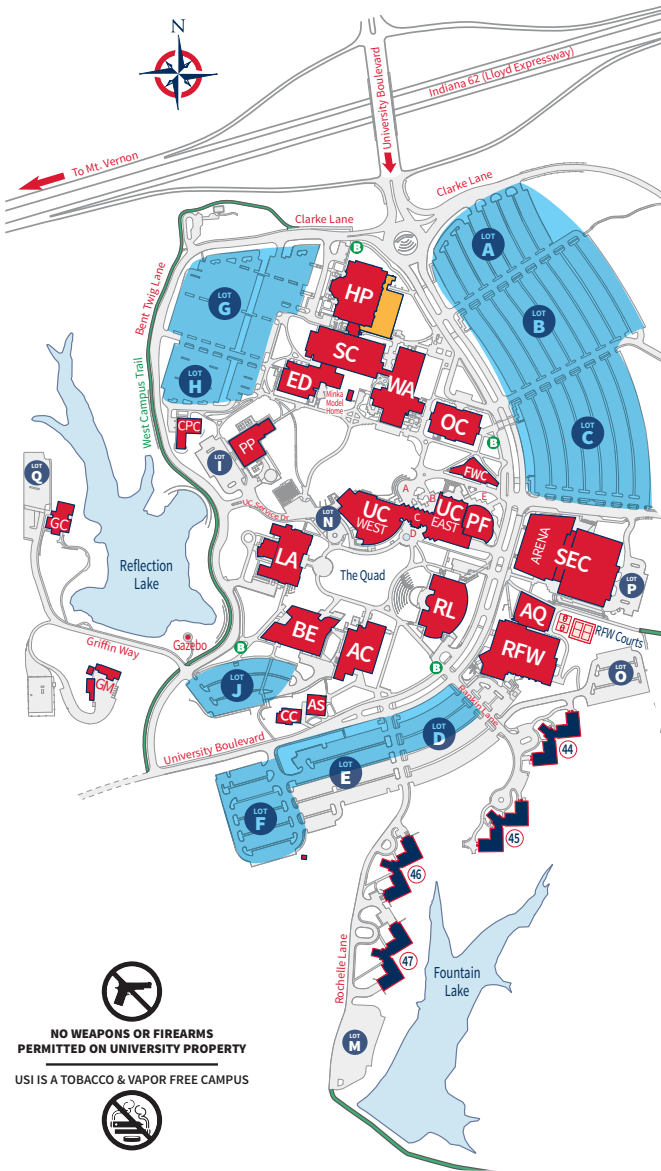 N
University Boulevard
Indiana 62 (Lloyd Expressway)
To Mt. Vernon
Clarke Lane
Clarke Lane
B
LOT
A
HP
LOT
G
LOT
B
Bent Twig Lane
SC
WA
ED
LOT
H
Minka
Model
Home
West Campus Trail
OC
LOT
C
CPC
PP
B
LOT
I
FWC
LOT
Q
A
B
E
UC Service Dr
LOT
N
UC
WEST
C
UC
EAST
PF
GC
D
ARENA
SEC
LA
Reflection
Lake
The Quad
LOT
P
RL
AQ
RFW Courts
BE
AC
RFW
Griffin Way
Gazebo
B
B
LOT
O
GM
LOT
J
CC
AS
LOT
D
44
University Boulevard
LOT
E
LOT
F
45
46
47
Rochelle Lane
Fountain
Lake
LOT
M
NO WEAPONS OR FIREARMS
PERMITTED ON UNIVERSITY PROPERTY
USI IS A TOBACCO & VAPOR FREE CAMPUS